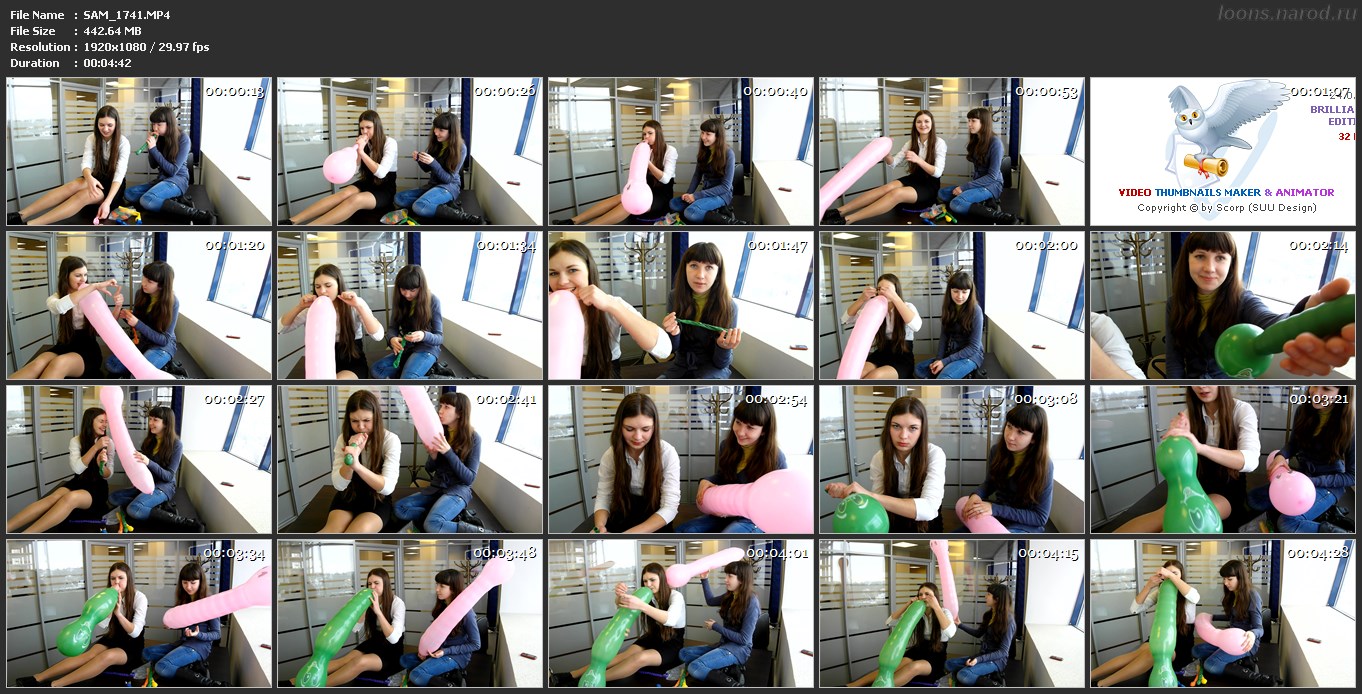 File Name : SAM_1741.MP4
loons.narod.ru
File Size : 442.64 MB
Resolution : 1920x1080 / 29.97 fps
Duration : 00:04:42
00:00:13
00:00:26
00:00:40
00:00:53
00:01:07
BRILLIA
EDITI
32
VIDEO THUMBNAILS MAKER & ANIMATOR
Copyright © by Scorp (SUU Design)
00:01:20
00:01:34
00:01:47
00:02:00
00:02:14
00:02:27
00:02:41
00:02:54
00:03:08
00:03:21
00:03:34
00:03:48
00:04:01
00:04:15
00:04:28